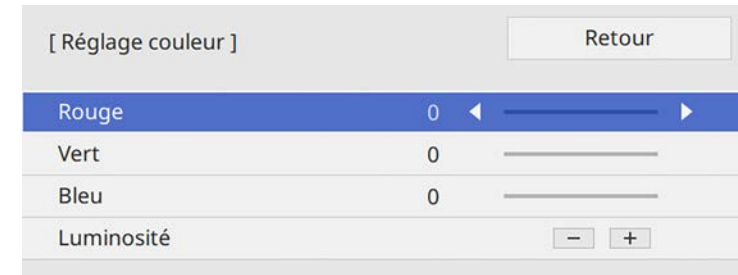 [ Réglage couleur ]
Retour
Rouge 0
Vert 0
Bleu 0
Luminosité - +